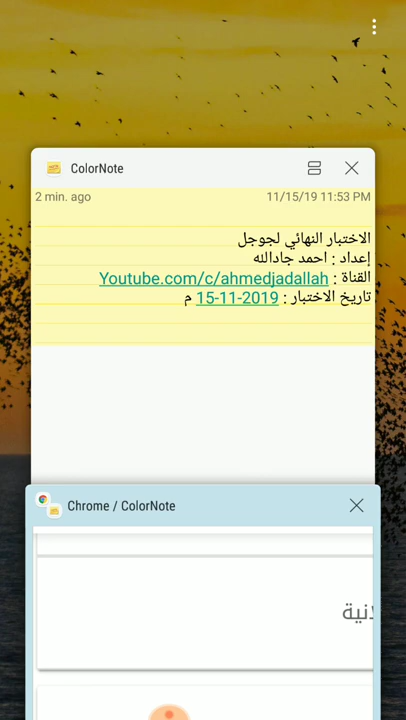 ColorNote
2 min. ago 11/15/19 11:53 PM
الاختبار النهائي لجوجل
إعداد : احمد جادالله
القناة : Youtube.com/c/ahmedjadallah
تاريخ الاختبار : 15-11-2019 م
Chrome / ColorNote